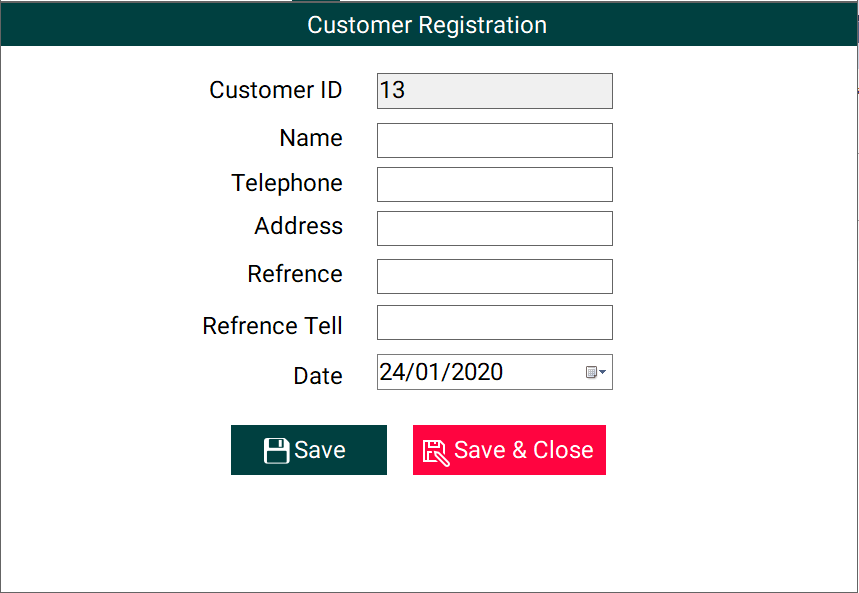 Customer Registration
Customer ID 13
Name
Telephone
Address
Refrence
Refrence Tell
Date 24/01/2020
Save Save & Close